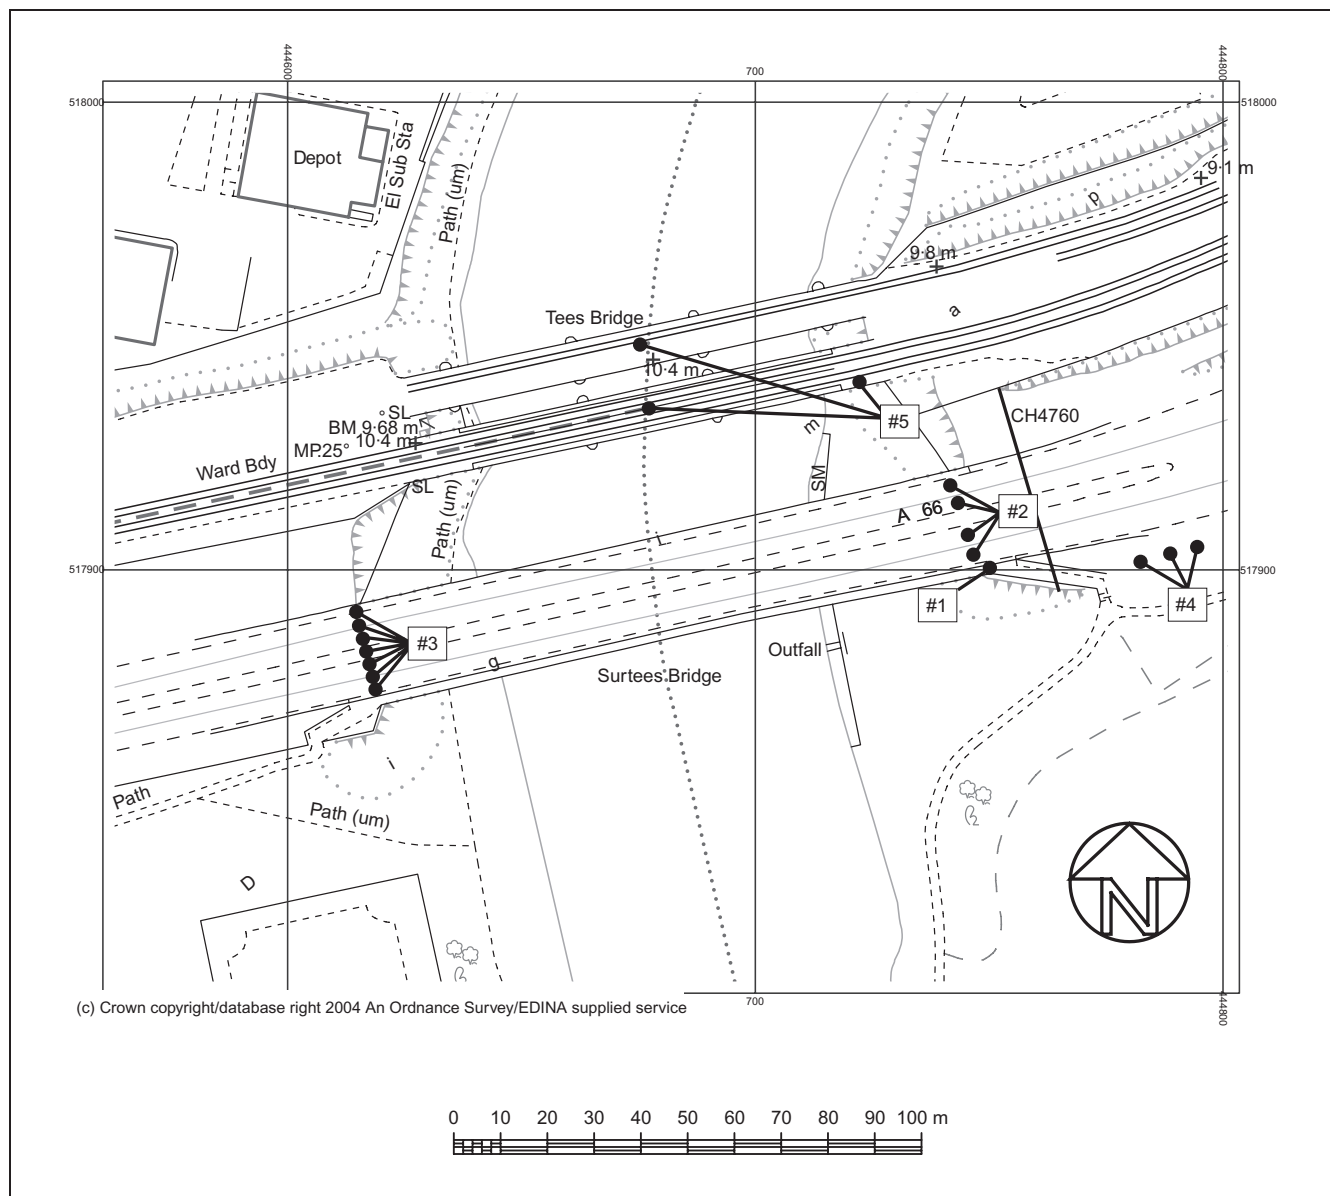 444600
700
444800
518000
518000
Depot
El Sub Sta
Path (um)
9·1 m
p
9·8 m
a
Tees Bridge
10·4 m
SL
BM 9·68 m
10·4 m
MP.25
Ward Bdy
SL
#5
CH4760
m
SM
Path (um)
A 66
#2
i
517900
517900
#1
#4
#3
g
Outfall
Surtees Bridge
i
Path
Path (um)
D
N
(c) Crown copyright/database right 2004 An Ordnance Survey/EDINA supplied service
700
444800
0 10 20 30 40 50 60 70 80 90 100 m